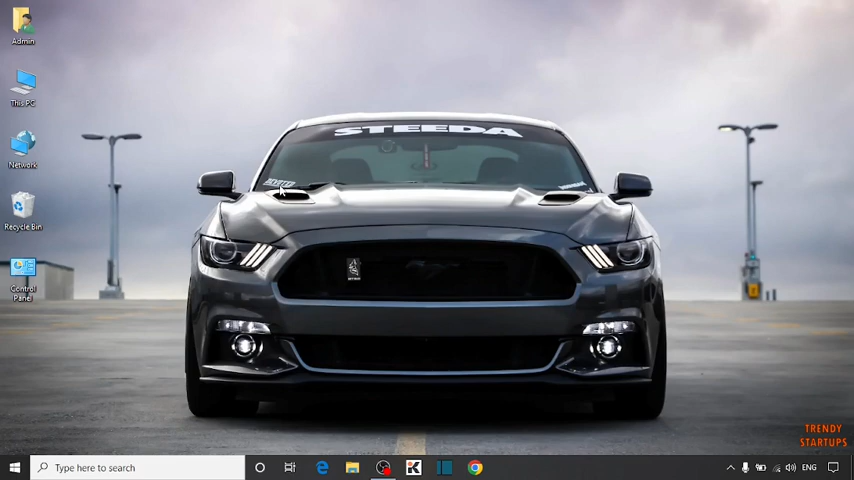 Admin
This PC
Network
Recycle Bin
Control
Panel
STEEDA
TRENDY
STARTUPS
Type here to search
ENG